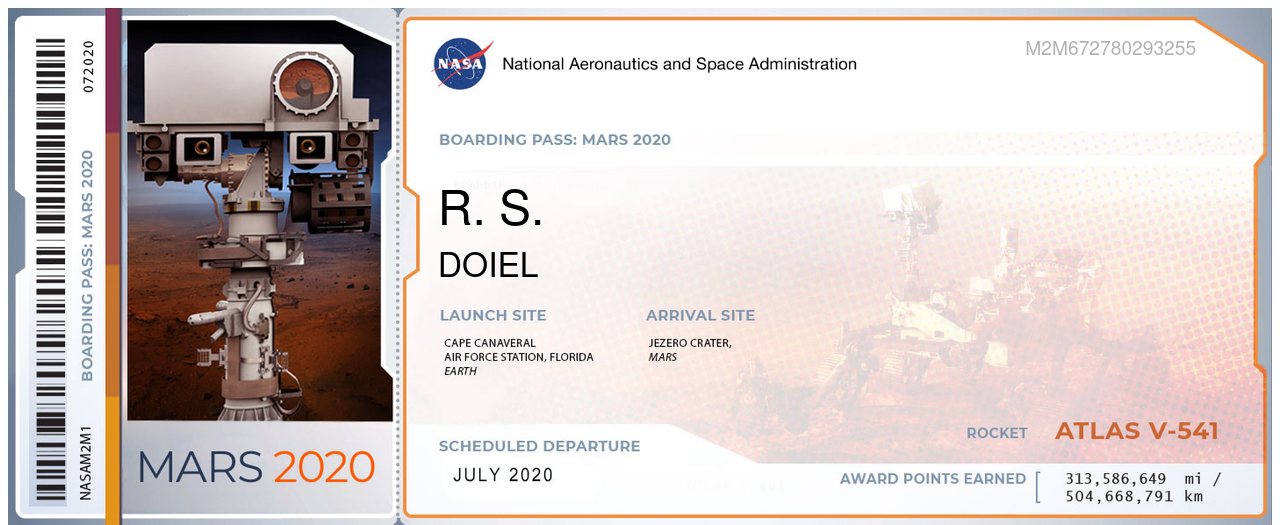 072020
BOARDING PASS: MARS 2020
NASAM2M1
MARS 2020
NASA
National Aeronautics and Space Administration
M2M672780293255
BOARDING PASS: MARS 2020
R. S.
DOIEL
LAUNCH SITE
CAPE CANAVERAL
AIR FORCE STATION, FLORIDA
EARTH
ARRIVAL SITE
JEZERO CRATER,
MARS
SCHEDULED DEPARTURE
JULY 2020
ROCKET ATLAS V-541
AWARD POINTS EARNED
313,586,649 mi /
504,668,791 km